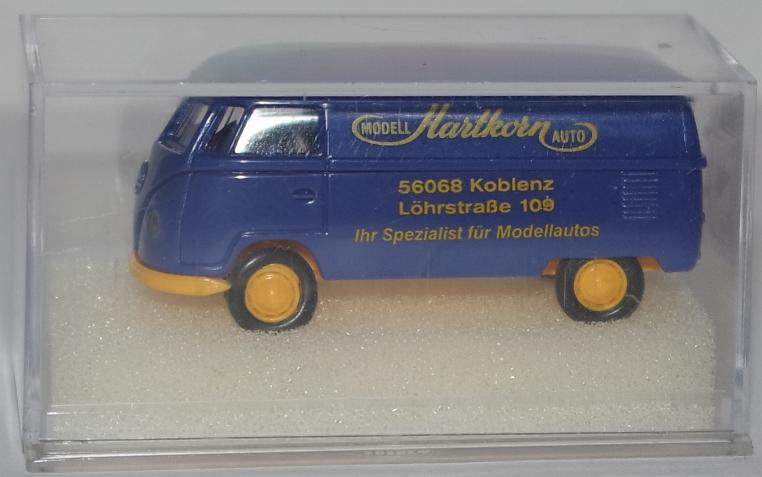 MODELL Hartkorn AUTO
56068 Koblenz
Löhrstraße 109
Ihr Spezialist für Modellautos